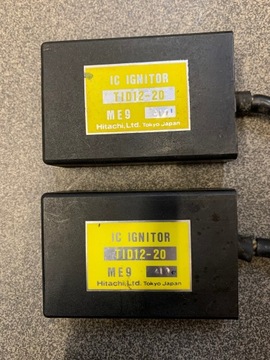 IC IGNITOR
TID12-20
ME9
Hitachi,Ltd. Tokyo Japan
IC IGNITOR
TID12-20
ME9
Hitachi,Ltd. Tokyo Japan